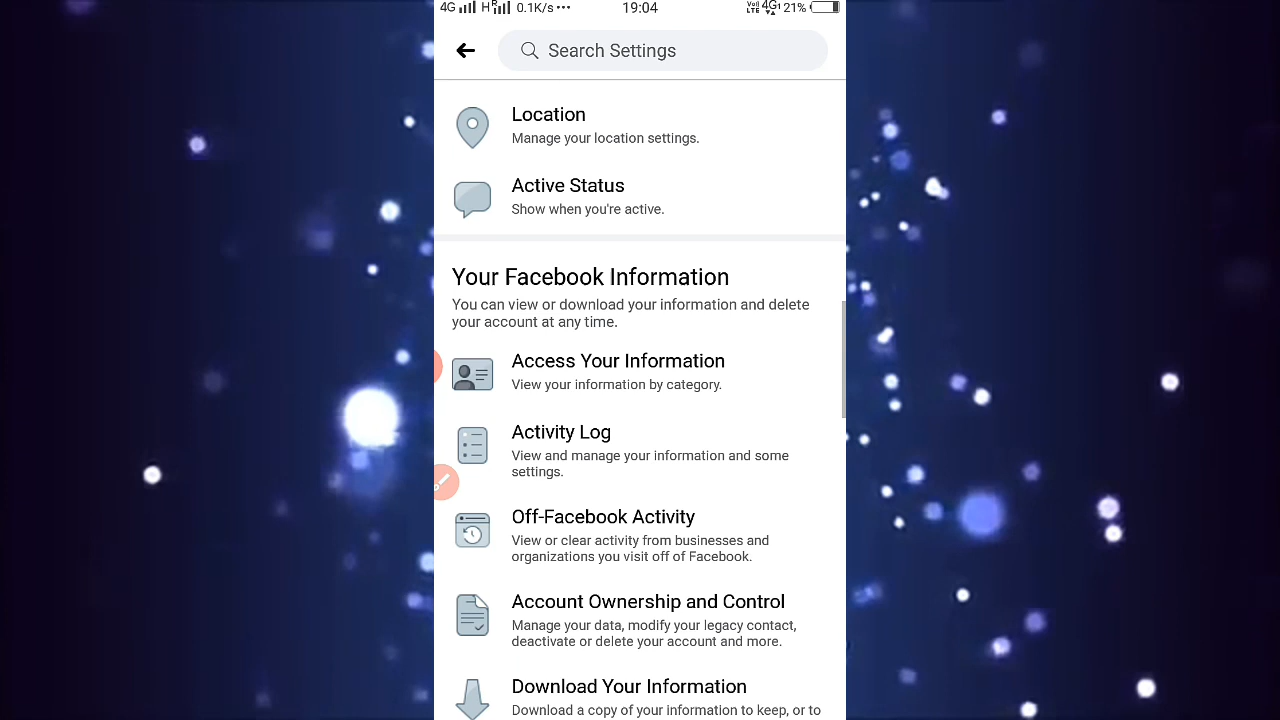 4G H R 0.1K/s ••• 19:04 VoD LTE 4G 21%
Search Settings
Location
Manage your location settings.
Active Status
Show when you're active.
Your Facebook Information
You can view or download your information and delete
your account at any time.
Access Your Information
View your information by category.
Activity Log
View and manage your information and some
settings.
Off-Facebook Activity
View or clear activity from businesses and
organizations you visit off of Facebook.
Account Ownership and Control
Manage your data, modify your legacy contact,
deactivate or delete your account and more.
Download Your Information
Download a copy of your information to keep, or to